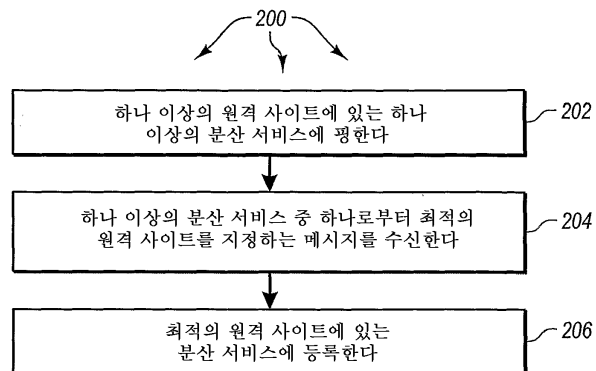 200
하나 이상의 원격 사이트에 있는 하나
이상의 분산 서비스에 핑한다
202
하나 이상의 분산 서비스 중 하나로부터 최적의
원격 사이트를 지정하는 메시지를 수신한다
204
최적의 원격 사이트에 있는
분산 서비스에 등록한다
206